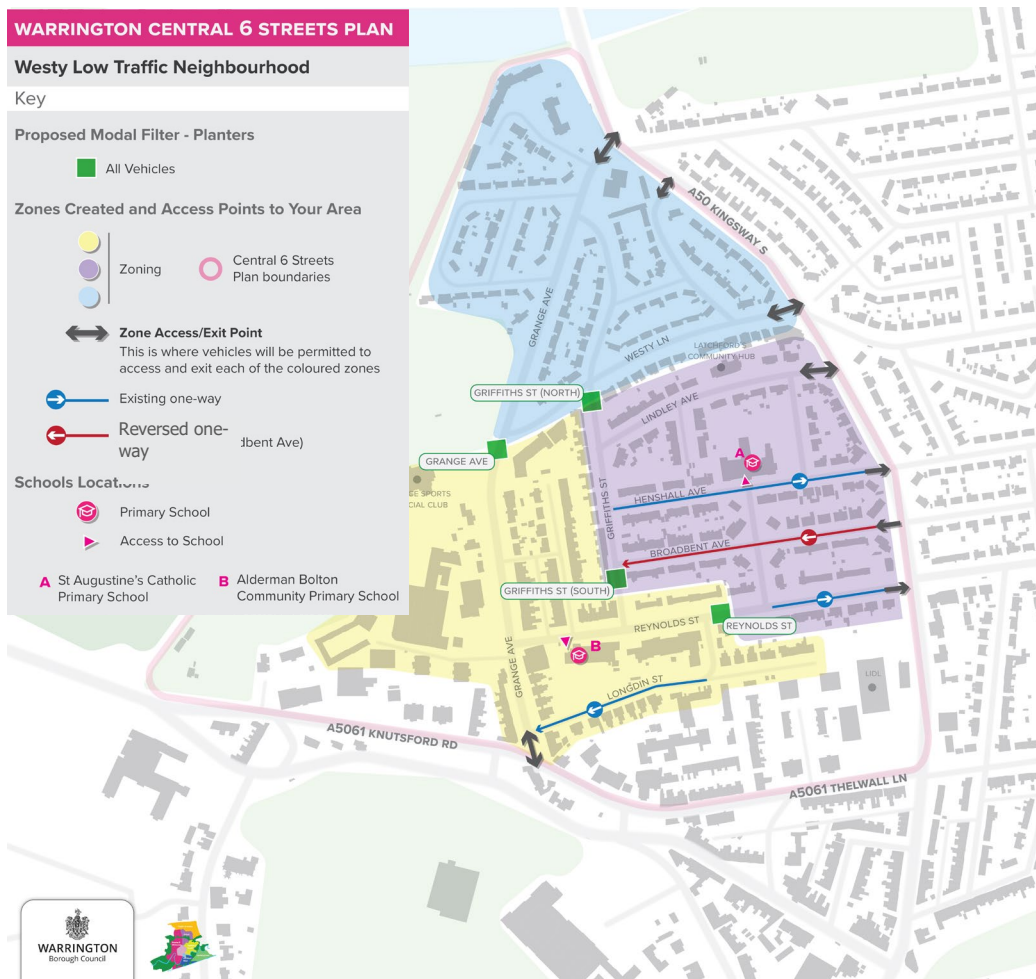 WARRINGTON CENTRAL 6 STREETS PLAN
Westy Low Traffic Neighbourhood
Key
Proposed Modal Filter - Planters
All Vehicles
Zones Created and Access Points to Your Area
Zoning
Central 6 Streets
Plan boundaries
Zone Access/Exit Point
This is where vehicles will be permitted to
access and exit each of the coloured zones
Existing one-way
Reversed one-
way
dbent Ave)
Schools Locations
Primary School
Access to School
A St Augustine's Catholic
Primary School
B Alderman Bolton
Community Primary School
A50 KINGSWAY S
GRANGE AVE
WESTY LN
LATCHFORD'S
COMMUNITY HUB
GRIFFITHS ST (NORTH)
LINDLEY AVE
GRANGE AVE
A
GE SPORTS
CIAL CLUB
GRIFFITHS ST
HENSHALL AVE
BROADBENT AVE
GRIFFITHS ST (SOUTH)
REYNOLDS ST
REYNOLDS ST
B
GRANGE AVE
LONGDIN ST
LIDL
A5061 KNUTSFORD RD
A5061 THELWALL LN
WARRINGTON
Borough Council